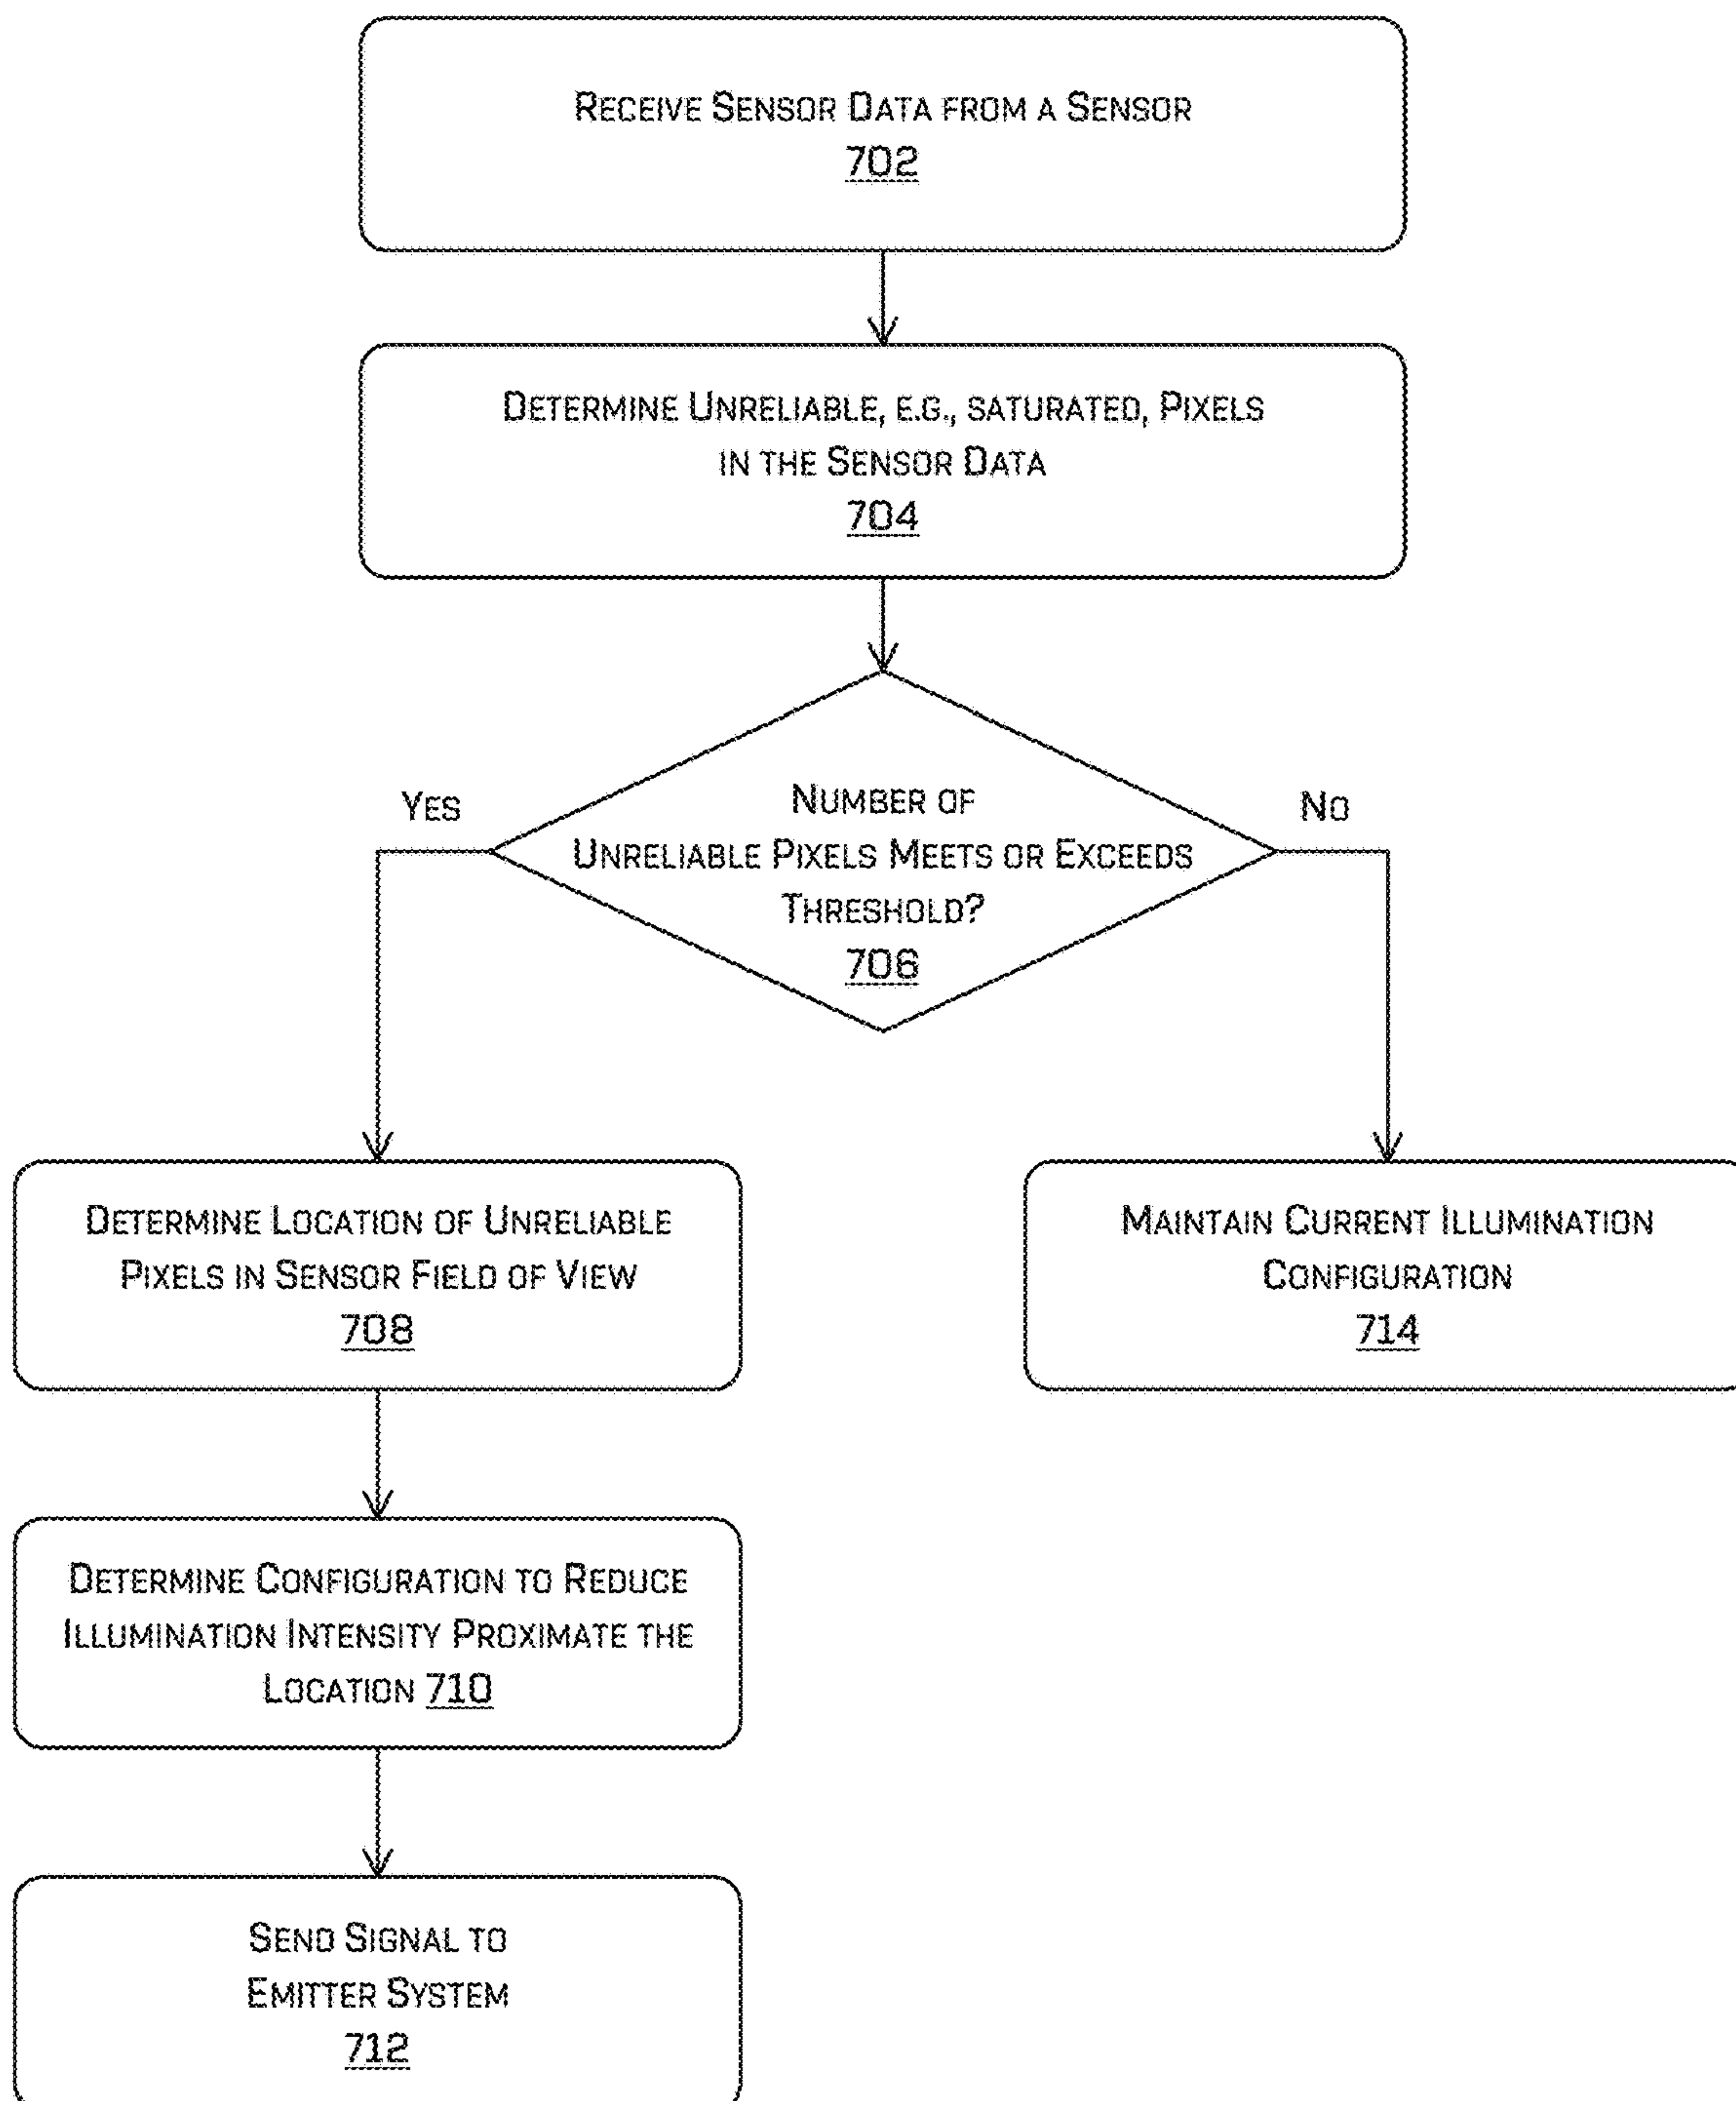 RECEIVE SENSOR DATA FROM A SENSOR
702
DETERMINE UNRELIABLE, E.G., SATURATED, PIXELS
IN THE SENSOR DATA
704
NUMBER OF
UNRELIABLE PIXELS MEETS OR EXCEEDS
THRESHOLD?
706
YES
NO
DETERMINE LOCATION OF UNRELIABLE
PIXELS IN SENSOR FIELD OF VIEW
708
MAINTAIN CURRENT ILLUMINATION
CONFIGURATION
714
DETERMINE CONFIGURATION TO REDUCE
ILLUMINATION INTENSITY PROXIMATE THE
LOCATION 710
SEND SIGNAL TO
EMITTER SYSTEM
712